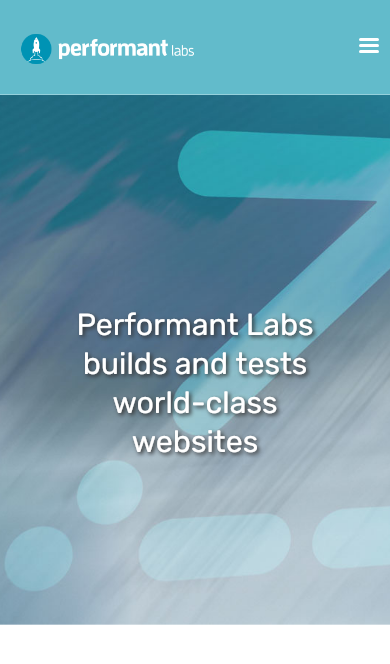 performant labs
Performant Labs
builds and tests
world-class
websites